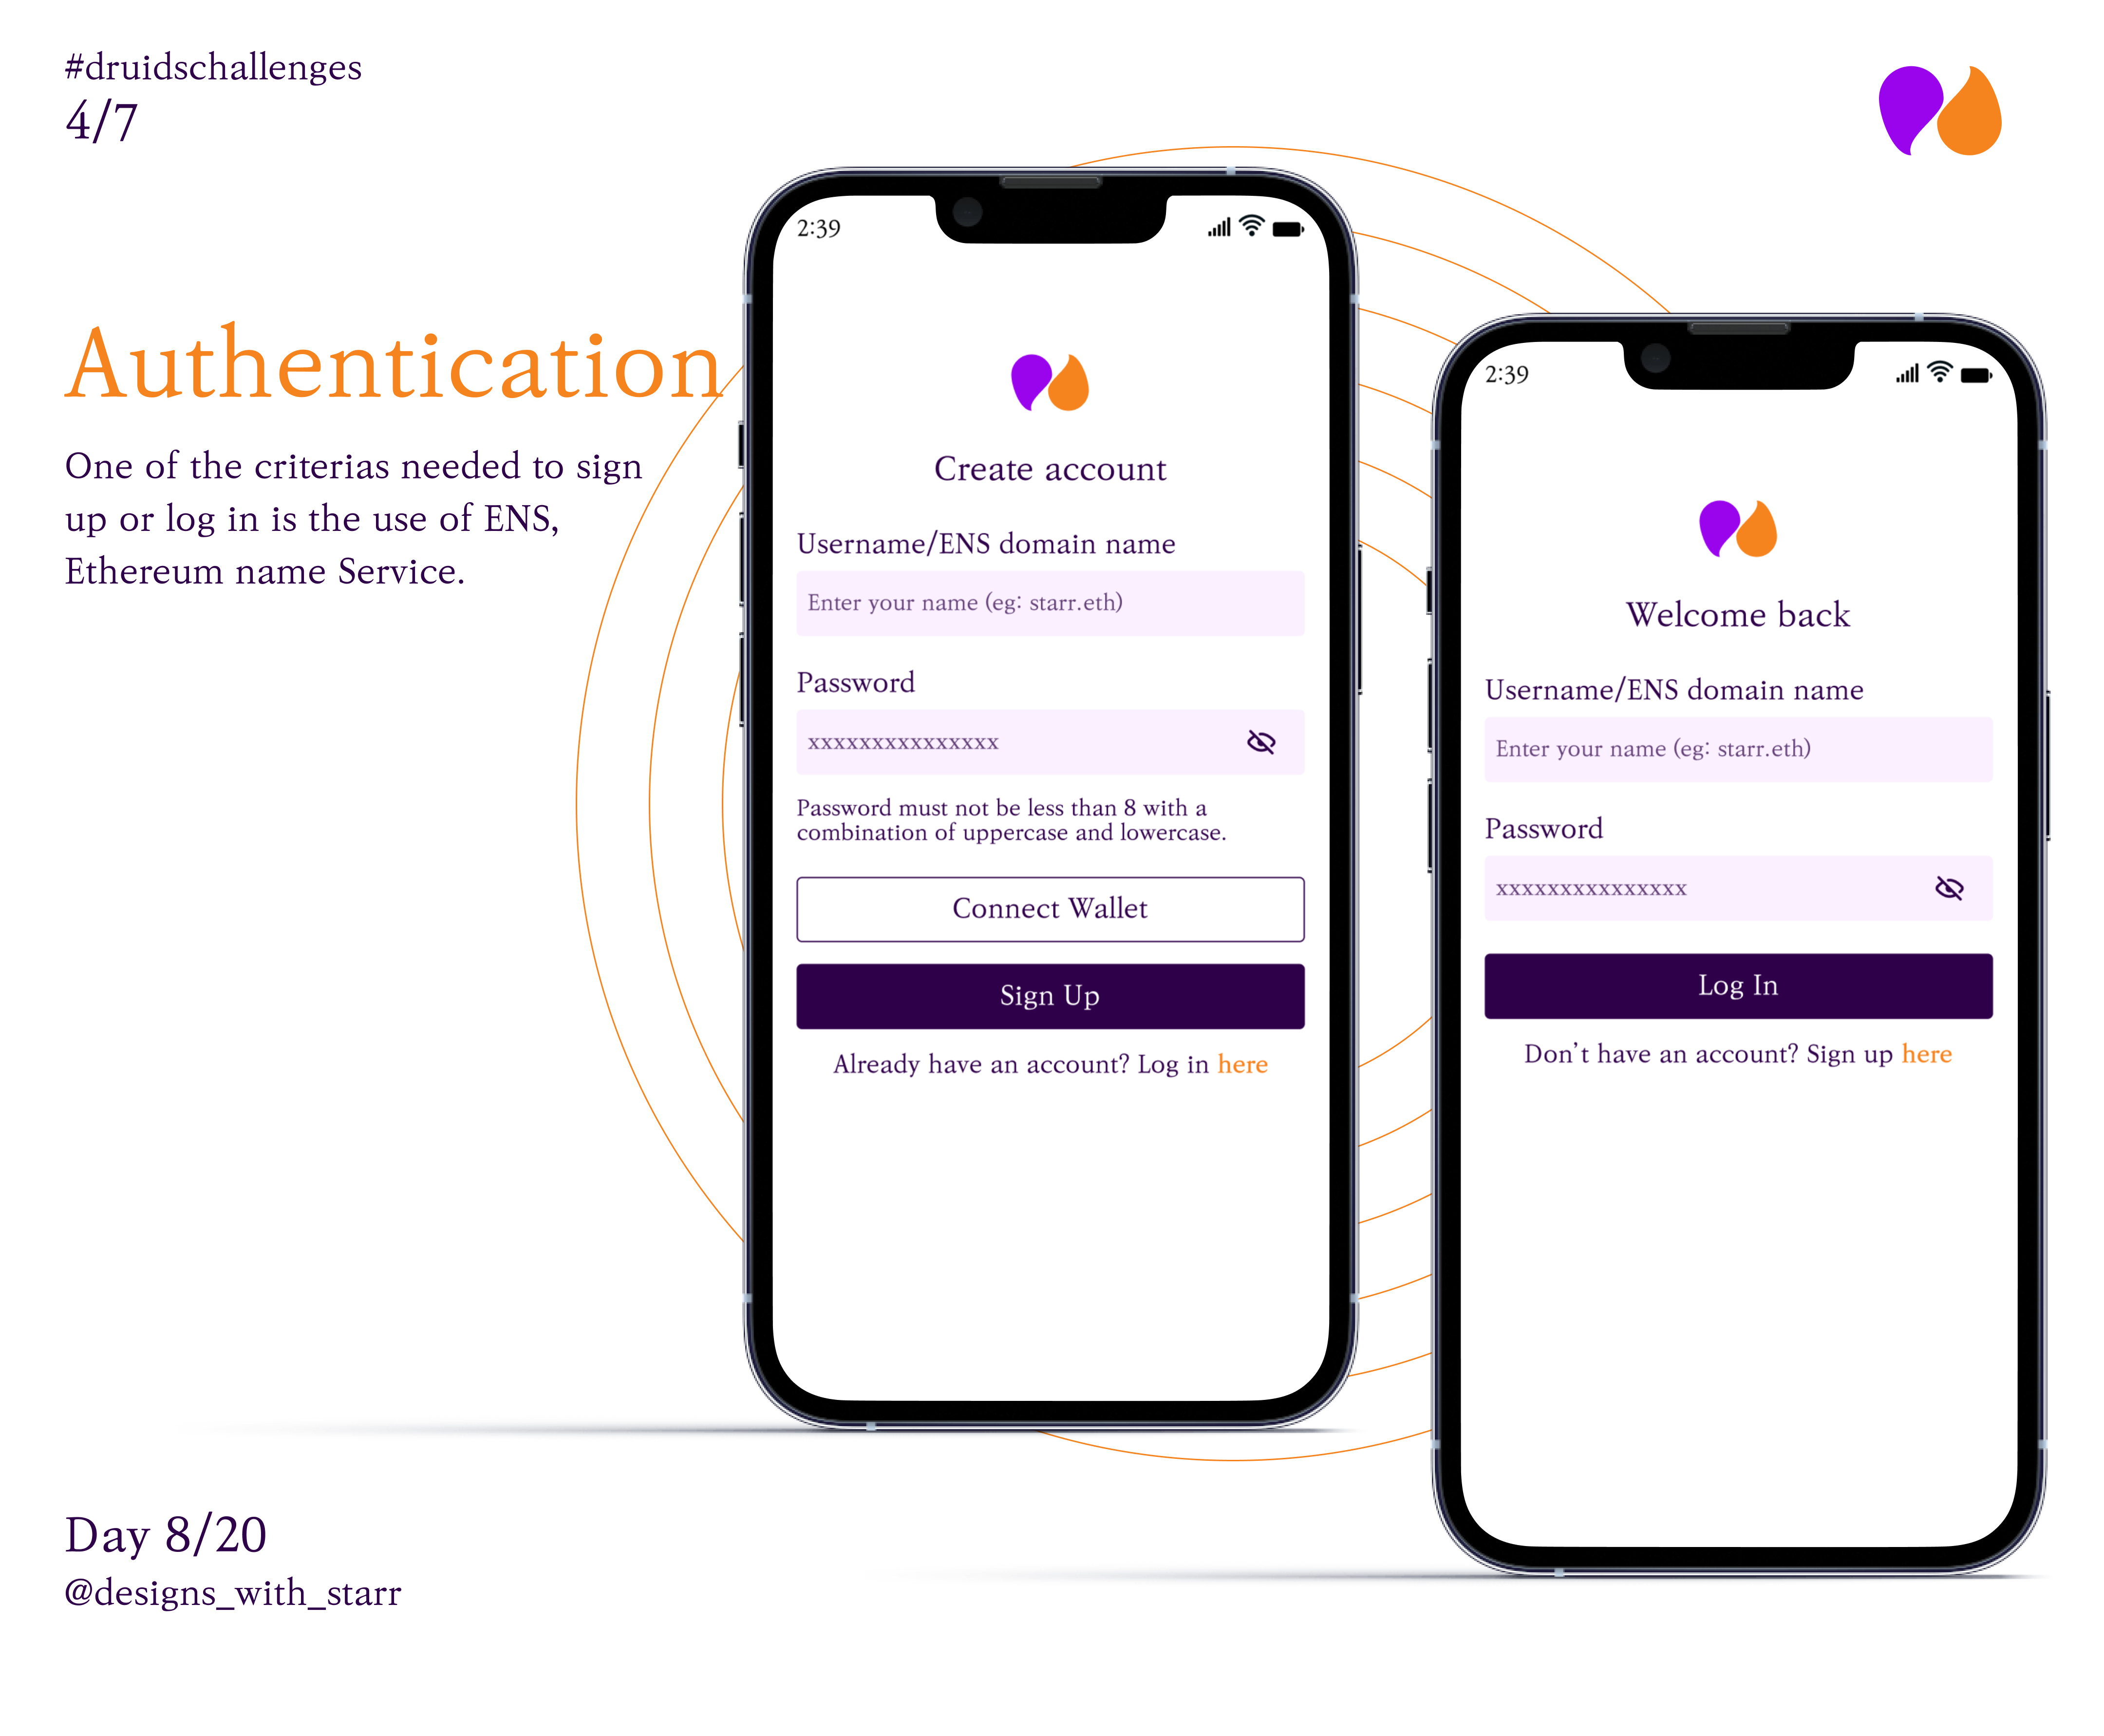 #druidschallenges
4/7
Authentication
One of the criterias needed to sign
up or log in is the use of ENS,
Ethereum name Service.
2:39
Create account
Username/ENS domain name
Enter your name (eg: starr.eth)
Password
xxxxxxxxxxxxxxx
Password must not be less than 8 with a
combination of uppercase and lowercase.
Connect Wallet
Sign Up
Already have an account? Log in here
2:39
Welcome back
Username/ENS domain name
Enter your name (eg: starr.eth)
Password
xxxxxxxxxxxxxxx
Log In
Don’t have an account? Sign up here
Day 8/20
@designs_with_starr